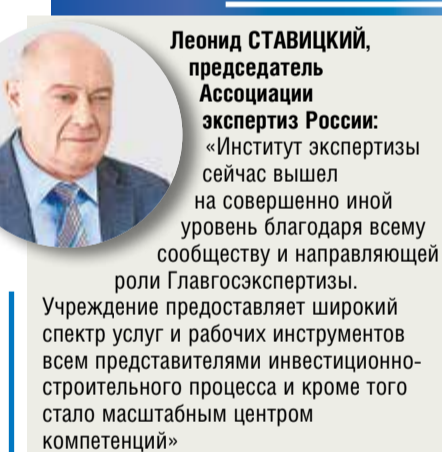 Леонид СТАВИЦКИЙ,
председатель
Ассоциации
экспертиз России:
«Институт экспертизы
сейчас вышел
на совершенно иной
уровень благодаря всему
сообществу и направляющей
роли Главгосэкспертизы.
Учреждение предоставляет широкий
спектр услуг и рабочих инструментов
всем представителями инвестиционно-
строительного процесса и кроме того
стало масштабным центром
компетенций»